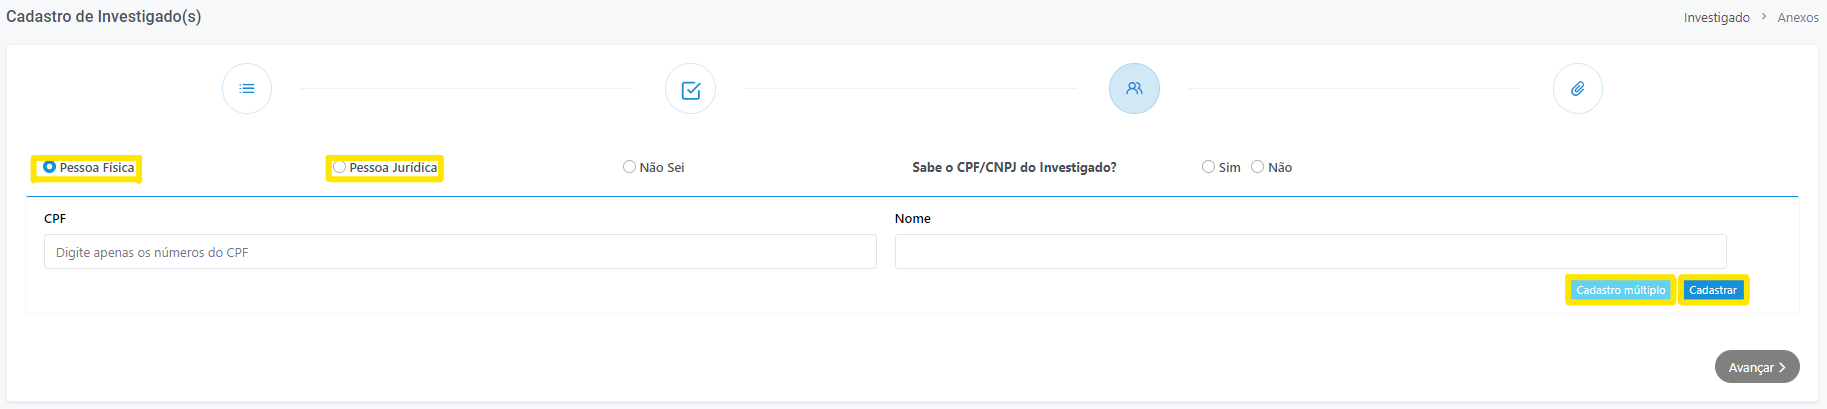 Cadastro de Investigado(s)
Investigado > Anexos
Pessoa Física
Pessoa Jurídica
Não Sei
Sabe o CPF/CNPJ do Investigado?
Sim
Não
CPF
Nome
Digite apenas os números do CPF
Cadastro múltiplo
Cadastrar
Avançar >